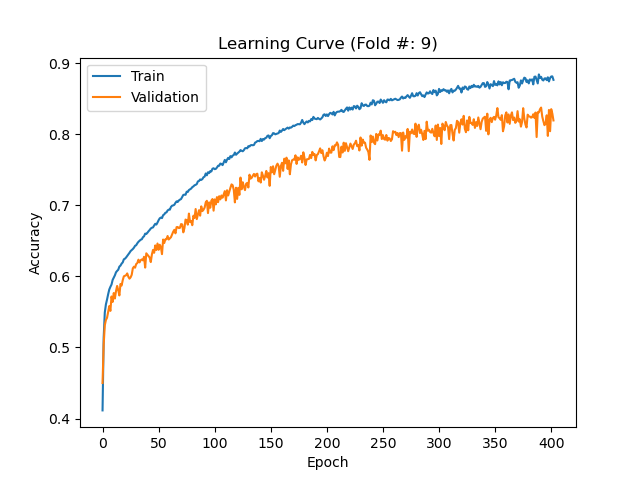 Learning Curve (Fold #: 9)
Train
Validation
Accuracy
0.9
0.8
0.7
0.6
0.5
0.4
0 50 100 150 200 250 300 350 400
Epoch